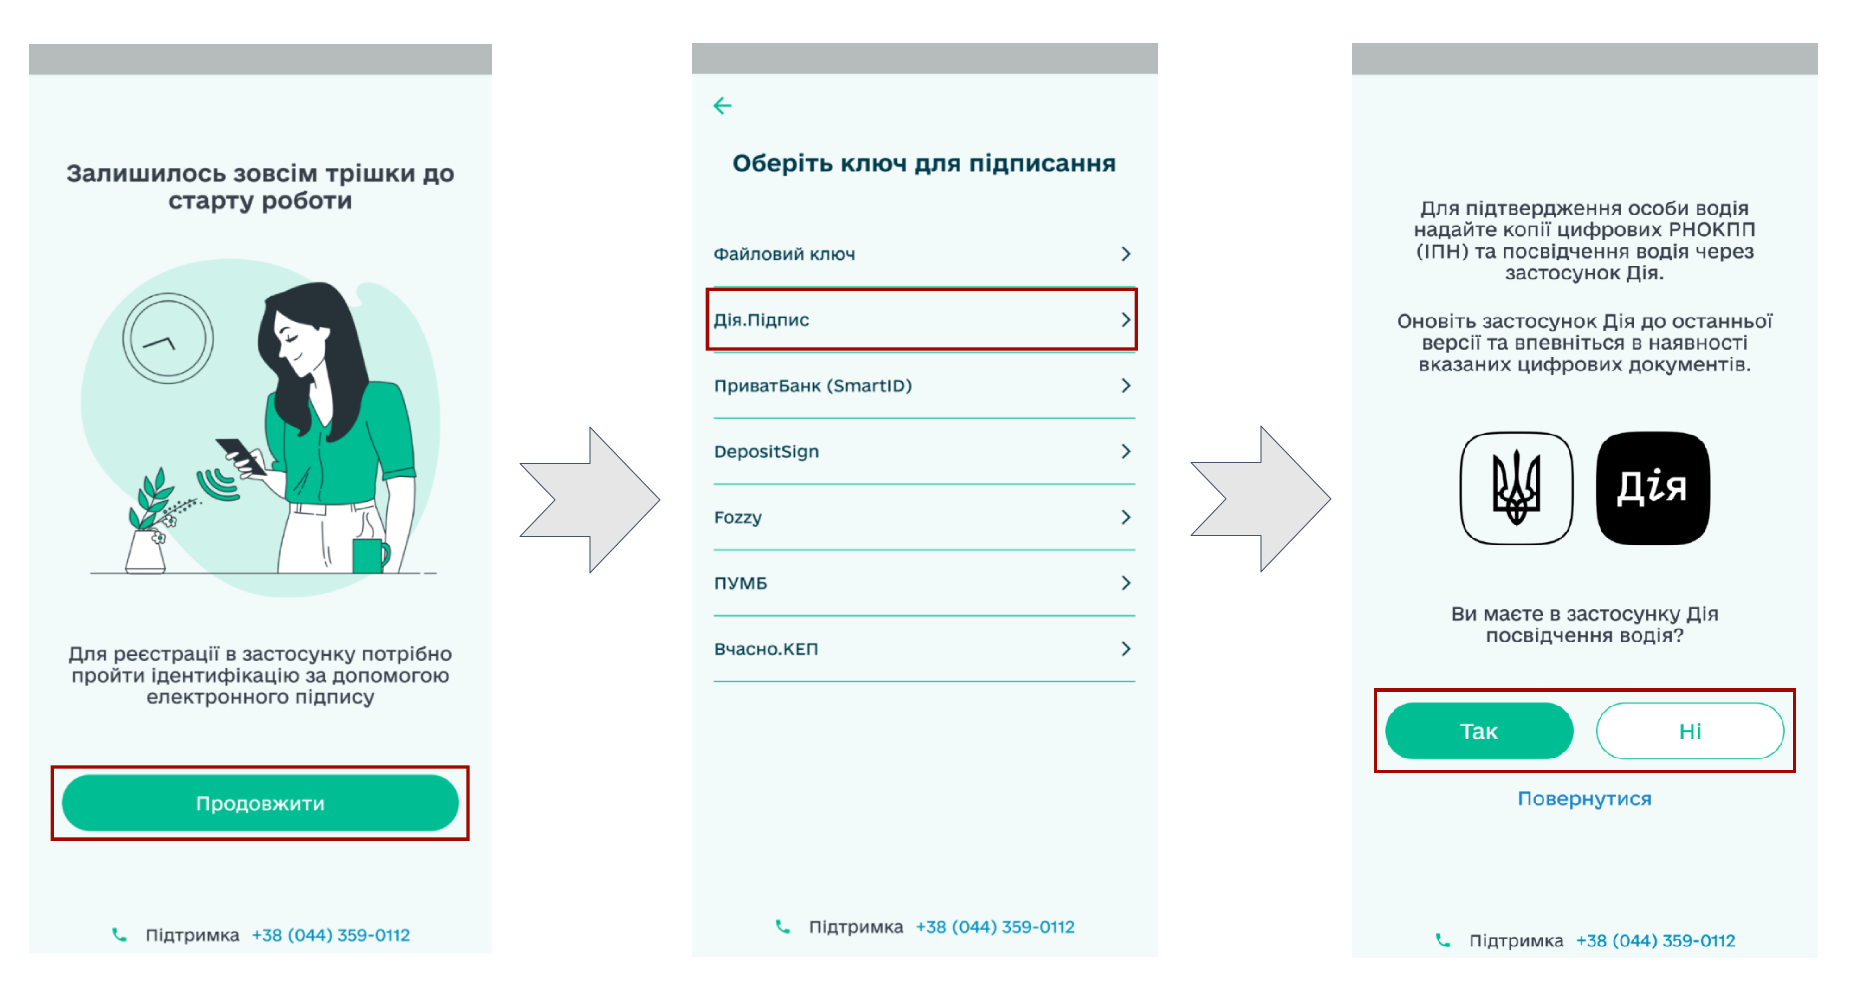 Залишилось зовсім трішки до
старту роботи
Для реєстрації в застосунку потрібно
пройти ідентифікацію за допомогою
електронного підпису
Продовжити
Підтримка +38 (044) 359-0112
Оберіть ключ для підписання
Файловий ключ
Дія.Підпис
ПриватБанк (SmartID)
DepositSign
Fozzy
ПУМБ
Вчасно.КЕП
Підтримка +38 (044) 359-0112
Для підтвердження особи водія
надайте копії цифрових РНОКПП
(ІПН) та посвідчення водія через
застосунок Дія.
Оновіть застосунок Дія до останньої
версії та впевніться в наявності
вказаних цифрових документів.
Дія
Ви маєте в застосунку Дія
посвідчення водія?
Так Ні
Повернутися
Підтримка +38 (044) 359-0112